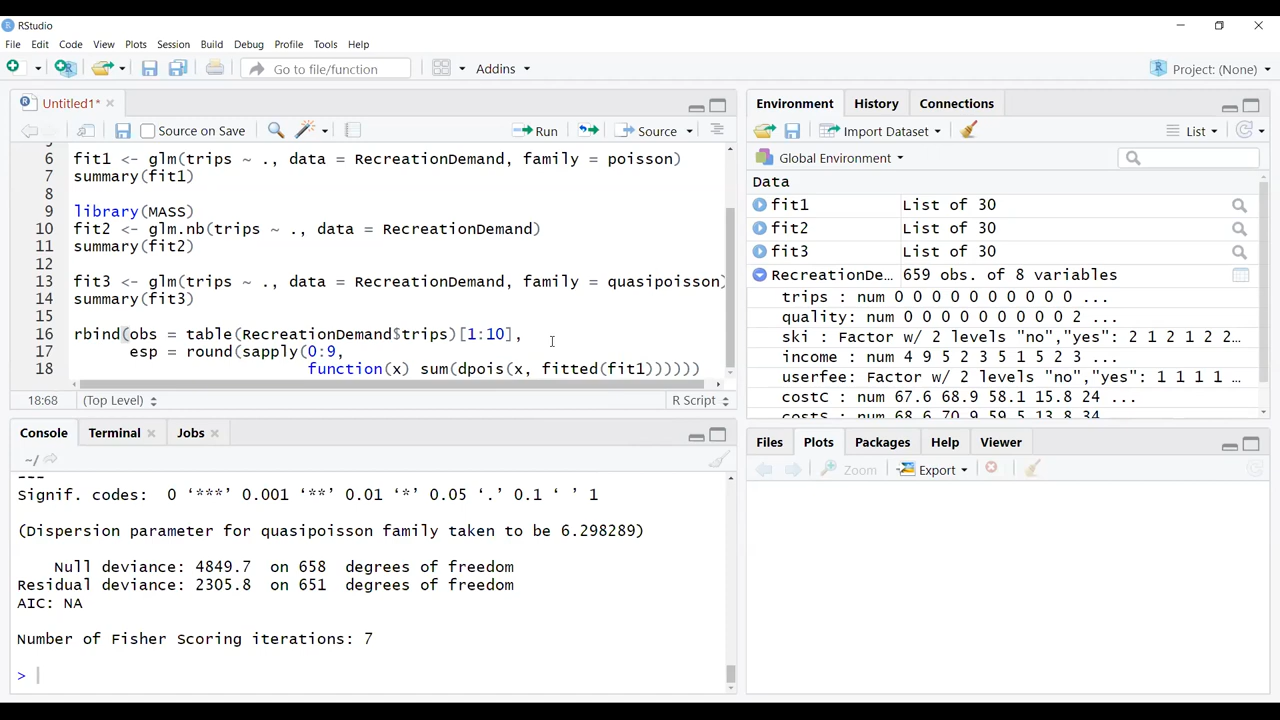 RStudio
File Edit Code View Plots Session Build Debug Profile Tools Help
Go to file/function Addins Project: (None)
Untitled1*
Source on Save Run Source
6 fit1 <- glm(trips ~ ., data = RecreationDemand, family = poisson)
7 summary(fit1)
8
9 library(MASS)
10 fit2 <- glm.nb(trips ~ ., data = RecreationDemand)
11 summary(fit2)
12
13 fit3 <- glm(trips ~ ., data = RecreationDemand, family = quasipoisson)
14 summary(fit3)
15
16 rbind(obs = table(RecreationDemand$trips)[1:10],
17 esp = round(sapply(0:9,
18 function(x) sum(dpois(x, fitted(fit1))))))
18:68 (Top Level) R Script
Console Terminal Jobs
~/
---
Signif. codes: 0 ‘***’ 0.001 ‘**’ 0.01 ‘*’ 0.05 ‘.’ 0.1 ‘ ’ 1
(Dispersion parameter for quasipoisson family taken to be 6.298289)
Null deviance: 4849.7 on 658 degrees of freedom
Residual deviance: 2305.8 on 651 degrees of freedom
AIC: NA
Number of Fisher Scoring iterations: 7
>
Environment History Connections
Import Dataset List
Global Environment
Data
fit1 List of 30
fit2 List of 30
fit3 List of 30
RecreationDe... 659 obs. of 8 variables
trips : num 0 0 0 0 0 0 0 0 0 0 ...
quality: num 0 0 0 0 0 0 0 0 0 2 ...
ski : Factor w/ 2 levels "no","yes": 2 1 2 1 2 2...
income : num 4 9 5 2 3 5 1 5 2 3 ...
userfee: Factor w/ 2 levels "no","yes": 1 1 1 1 ...
costC : num 67.6 68.9 58.1 15.8 24 ...
costS : num 68.6 70.9 59.5 13.8 34
Files Plots Packages Help Viewer
Zoom Export